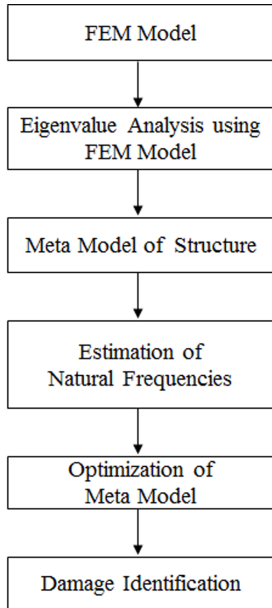 FEM Model
Eigenvalue Analysis using
FEM Model
Meta Model of Structure
Estimation of
Natural Frequencies
Optimization of
Meta Model
Damage Identification